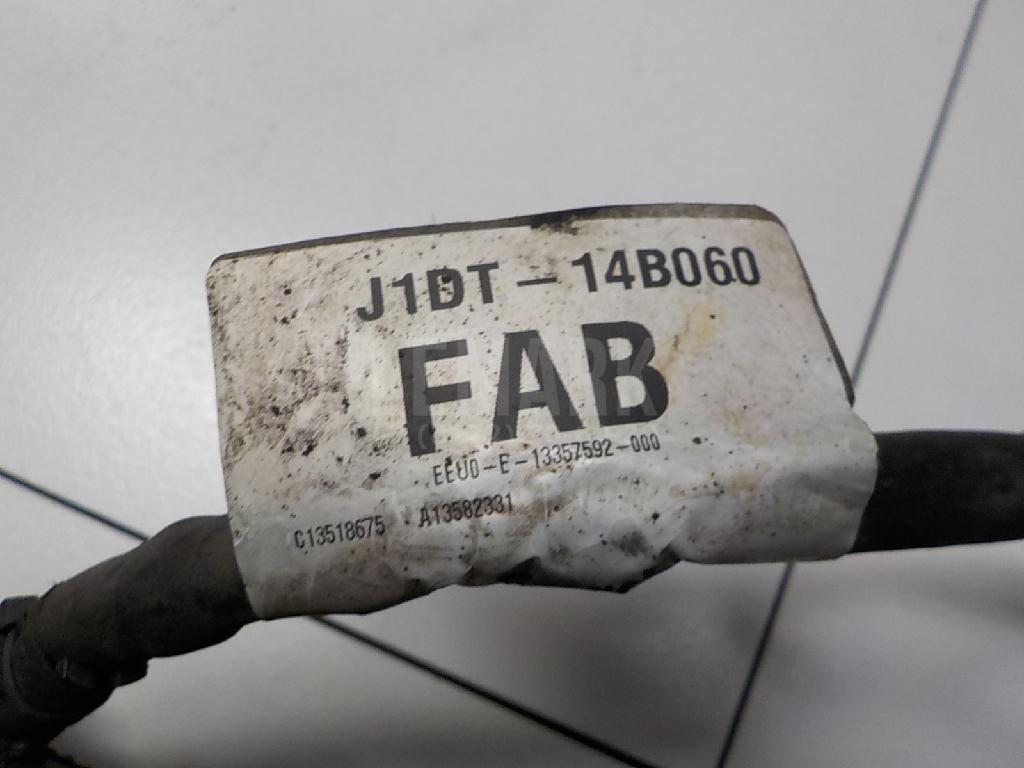 J1DT - 14B060
FAB
EEU0-E-13357592-000
C13518675 A13582331